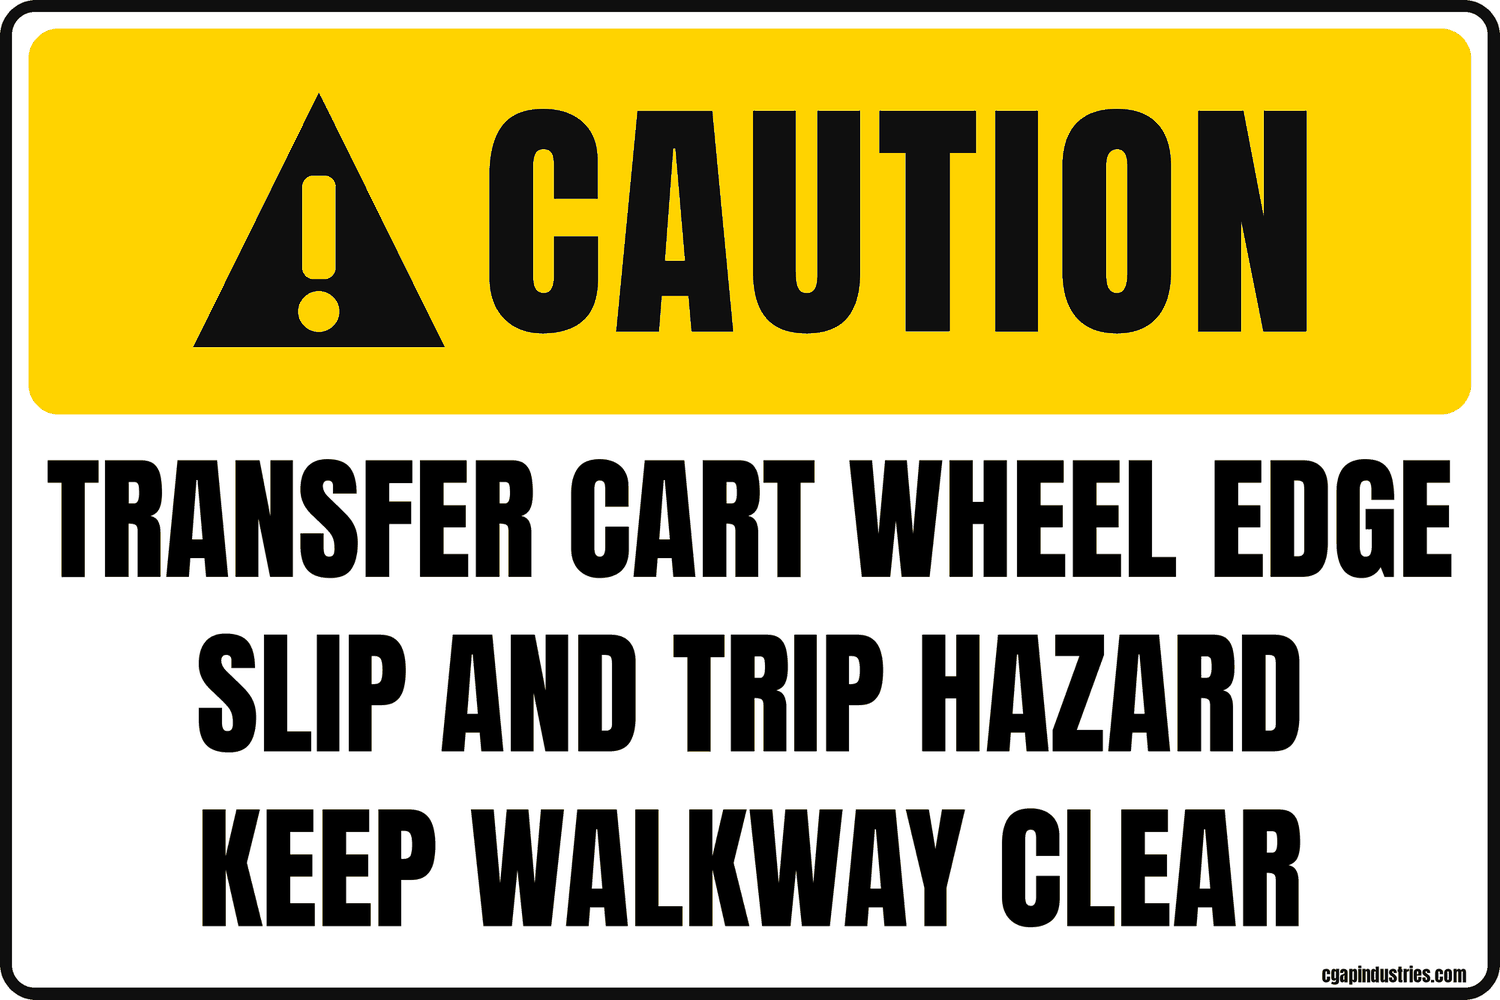 CAUTION
TRANSFER CART WHEEL EDGE
SLIP AND TRIP HAZARD
KEEP WALKWAY CLEAR
cgapindustries.com